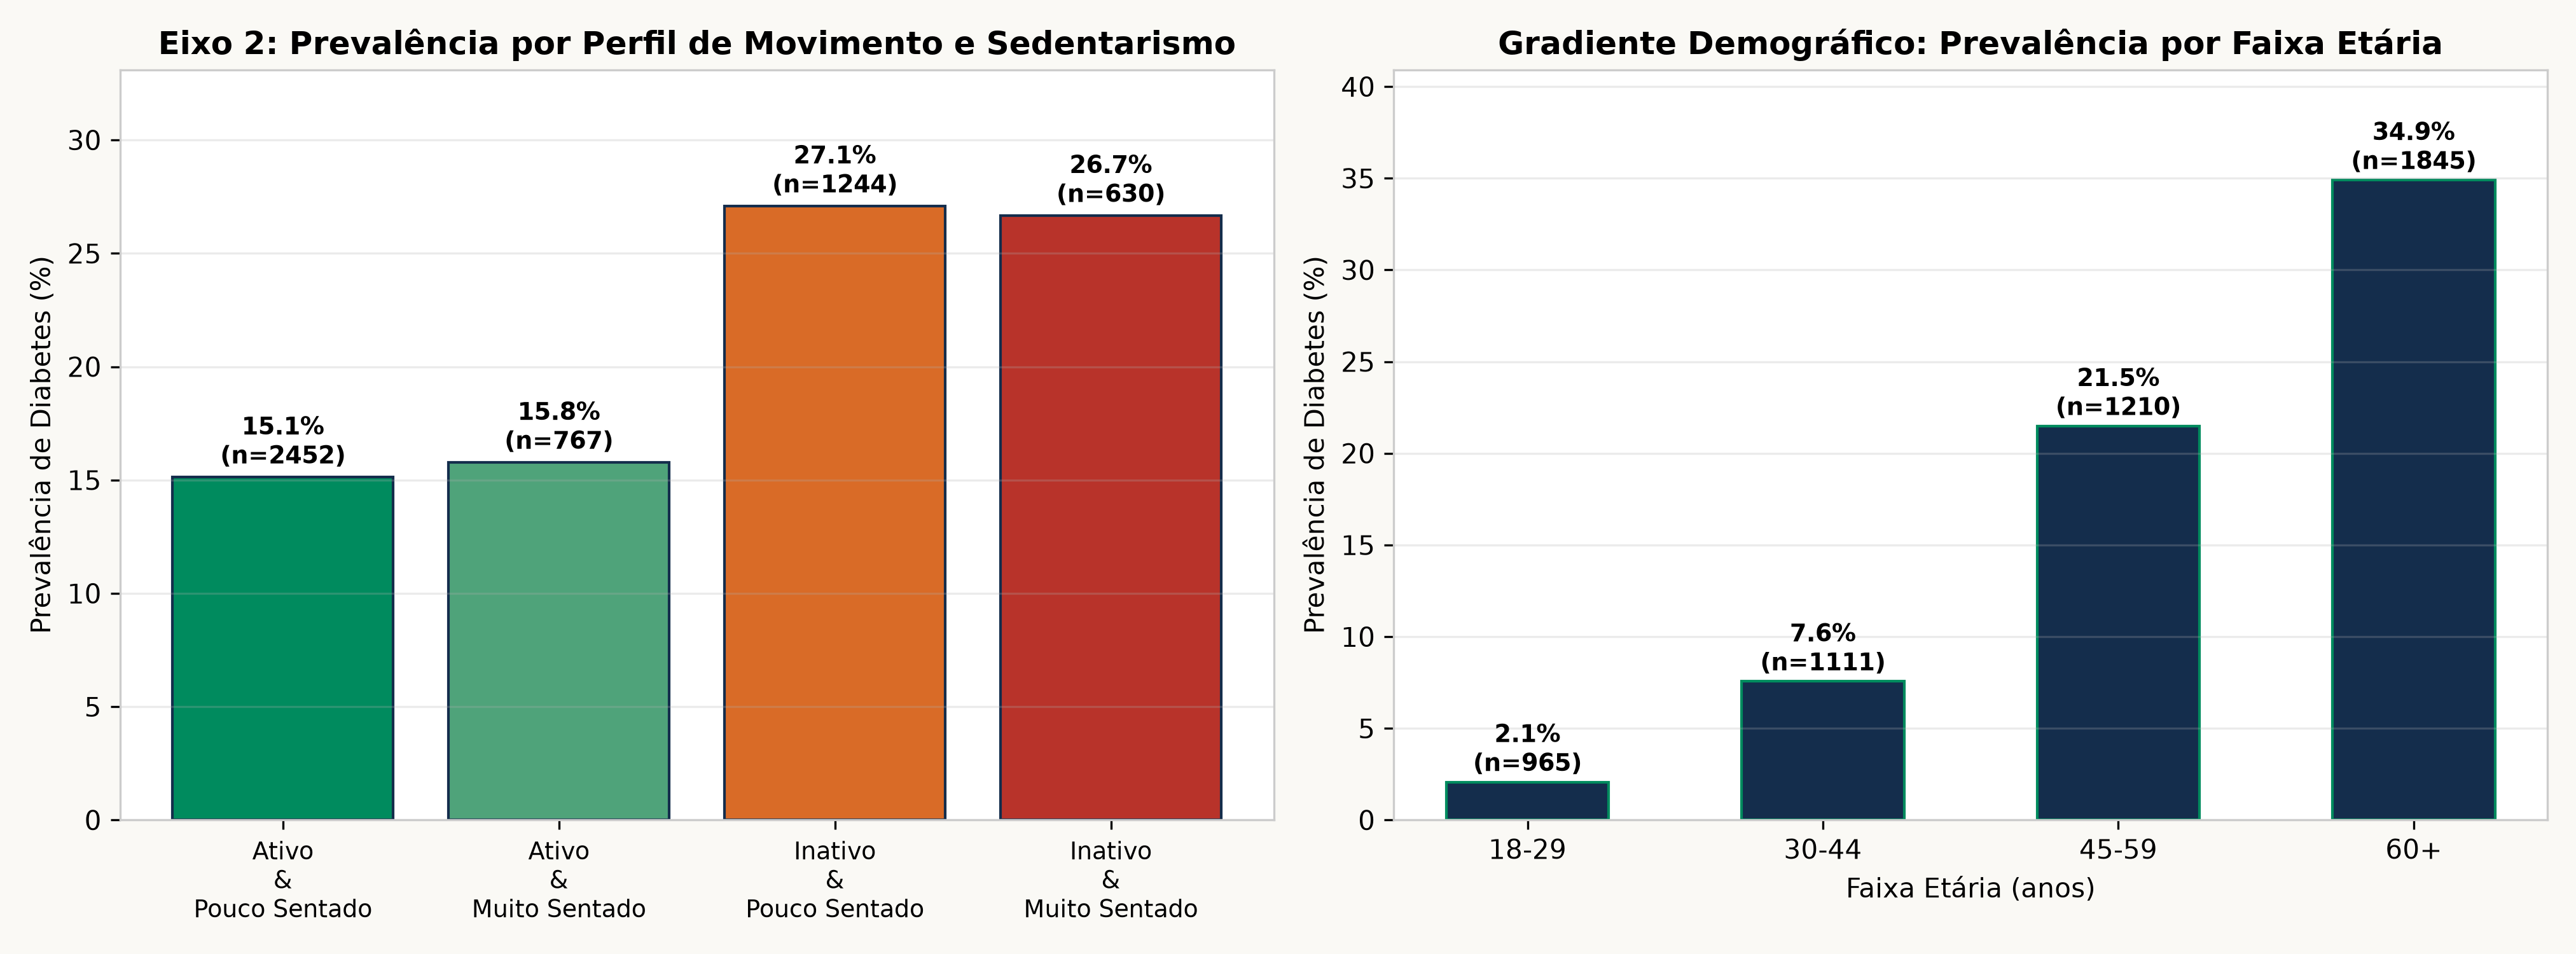 Eixo 2: Prevalência por Perfil de Movimento e Sedentarismo
Prevalência de Diabetes (%)
30
25
20
15
10
5
0
15.1%
(n=2452)
15.8%
(n=767)
27.1%
(n=1244)
26.7%
(n=630)
Ativo
&
Pouco Sentado
Ativo
&
Muito Sentado
Inativo
&
Pouco Sentado
Inativo
&
Muito Sentado
Gradiente Demográfico: Prevalência por Faixa Etária
Prevalência de Diabetes (%)
40
35
30
25
20
15
10
5
0
2.1%
(n=965)
7.6%
(n=1111)
21.5%
(n=1210)
34.9%
(n=1845)
18-29
30-44
45-59
60+
Faixa Etária (anos)